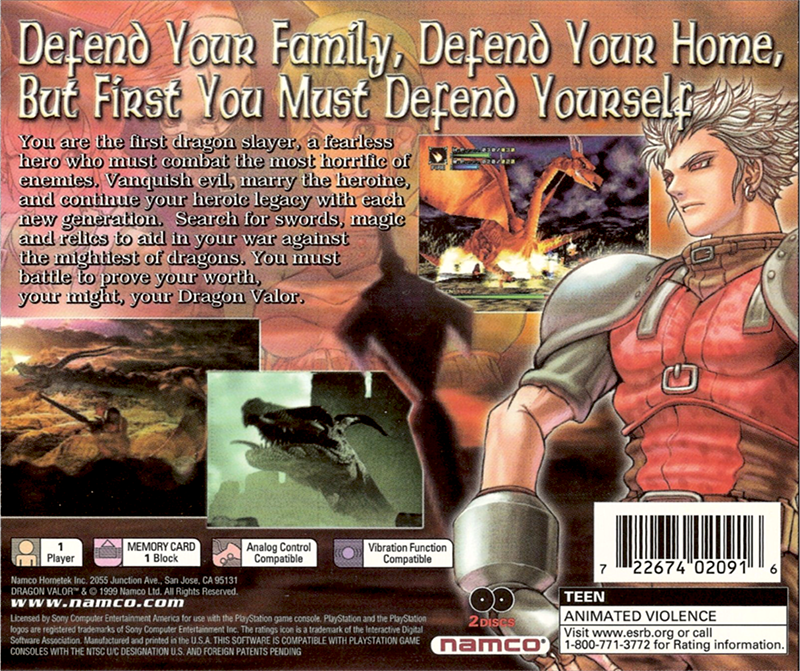 Defend Your Family, Defend Your Home,
But First You Must Defend Yourself
You are the first dragon slayer, a fearless
hero who must combat the most horrific of
enemies. Vanquish evil, marry the heroine,
and continue your heroic legacy with each
new generation. Search for swords, magic
and relics to aid in your war against
the mightiest of dragons. You must
battle to prove your worth,
your might, your Dragon Valor.
1
Player
MEMORY CARD
1 Block
Analog Control
Compatible
Vibration Function
Compatible
7 22674 02091 6
Namco Hometek Inc. 2055 Junction Ave., San Jose, CA 95131
DRAGON VALOR™ & © 1999 Namco Ltd. All Rights Reserved.
www.namco.com
Licensed by Sony Computer Entertainment America for use with the PlayStation game console. PlayStation and the PlayStation
logos are registered trademarks of Sony Computer Entertainment Inc. The ratings icon is a trademark of the Interactive Digital
Software Association. Manufactured and printed in the U.S.A. THIS SOFTWARE IS COMPATIBLE WITH PLAYSTATION GAME
CONSOLES WITH THE NTSC U/C DESIGNATION U.S. AND FOREIGN PATENTS PENDING
2 DISCS
namco®
TEEN
ANIMATED VIOLENCE
Visit www.esrb.org or call
1-800-771-3772 for Rating information.